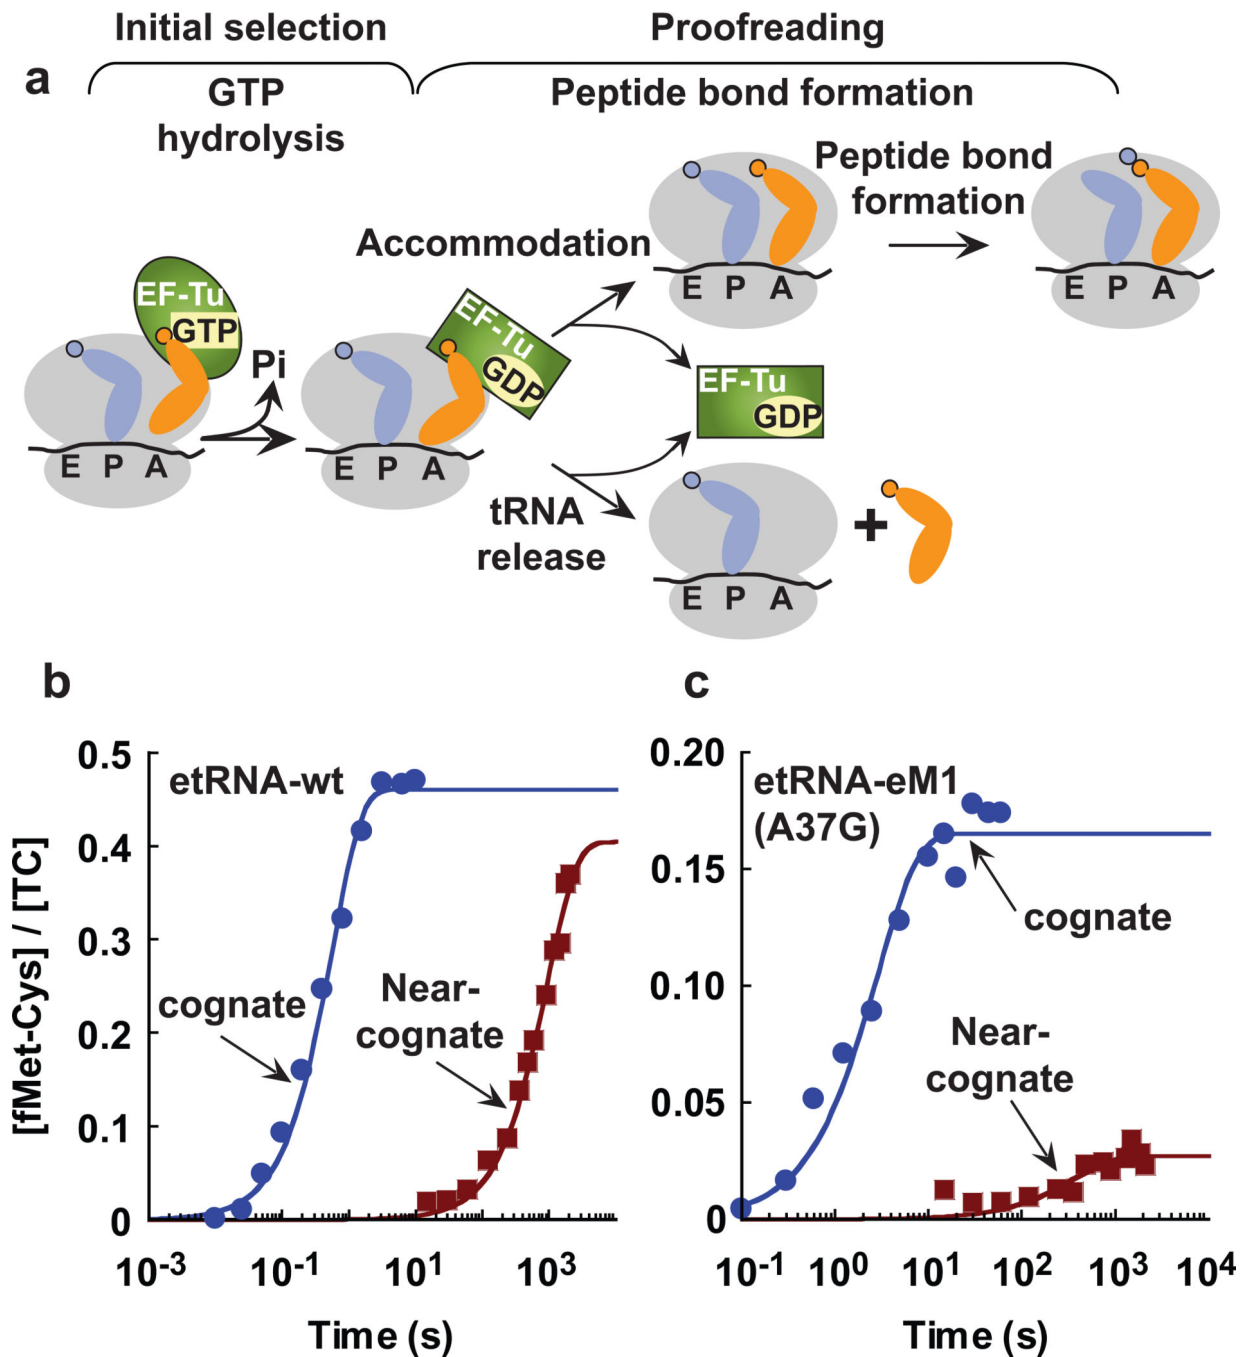 Initial selection
Proofreading
a
GTP
hydrolysis
Peptide bond formation
Peptide bond
formation
Accommodation
EF-Tu
GTP
Pi
EF-Tu
GDP
EF-Tu
GDP
E P A
E P A
E P A
E P A
tRNA
release
+
E P A
b
c
[fMet-Cys] / [TC]
0.5
0.4
0.3
0.2
0.1
0
etRNA-wt
cognate
Near-
cognate
10-3
10-1
101
103
Time (s)
0.20
0.15
0.10
0.05
0
etRNA-eM1
(A37G)
cognate
Near-
cognate
10-1
100
101
102
103
104
Time (s)